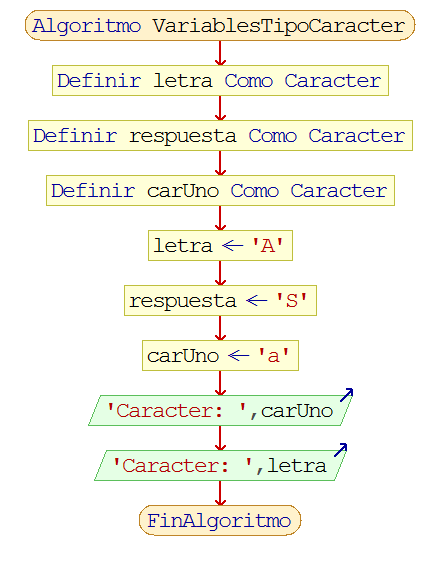 Algoritmo VariablesTipoCaracter
Definir letra Como Caracter
Definir respuesta Como Caracter
Definir carUno Como Caracter
letra ← 'A'
respuesta ← 'S'
carUno ← 'a'
'Caracter: ',carUno
'Caracter: ',letra
FinAlgoritmo